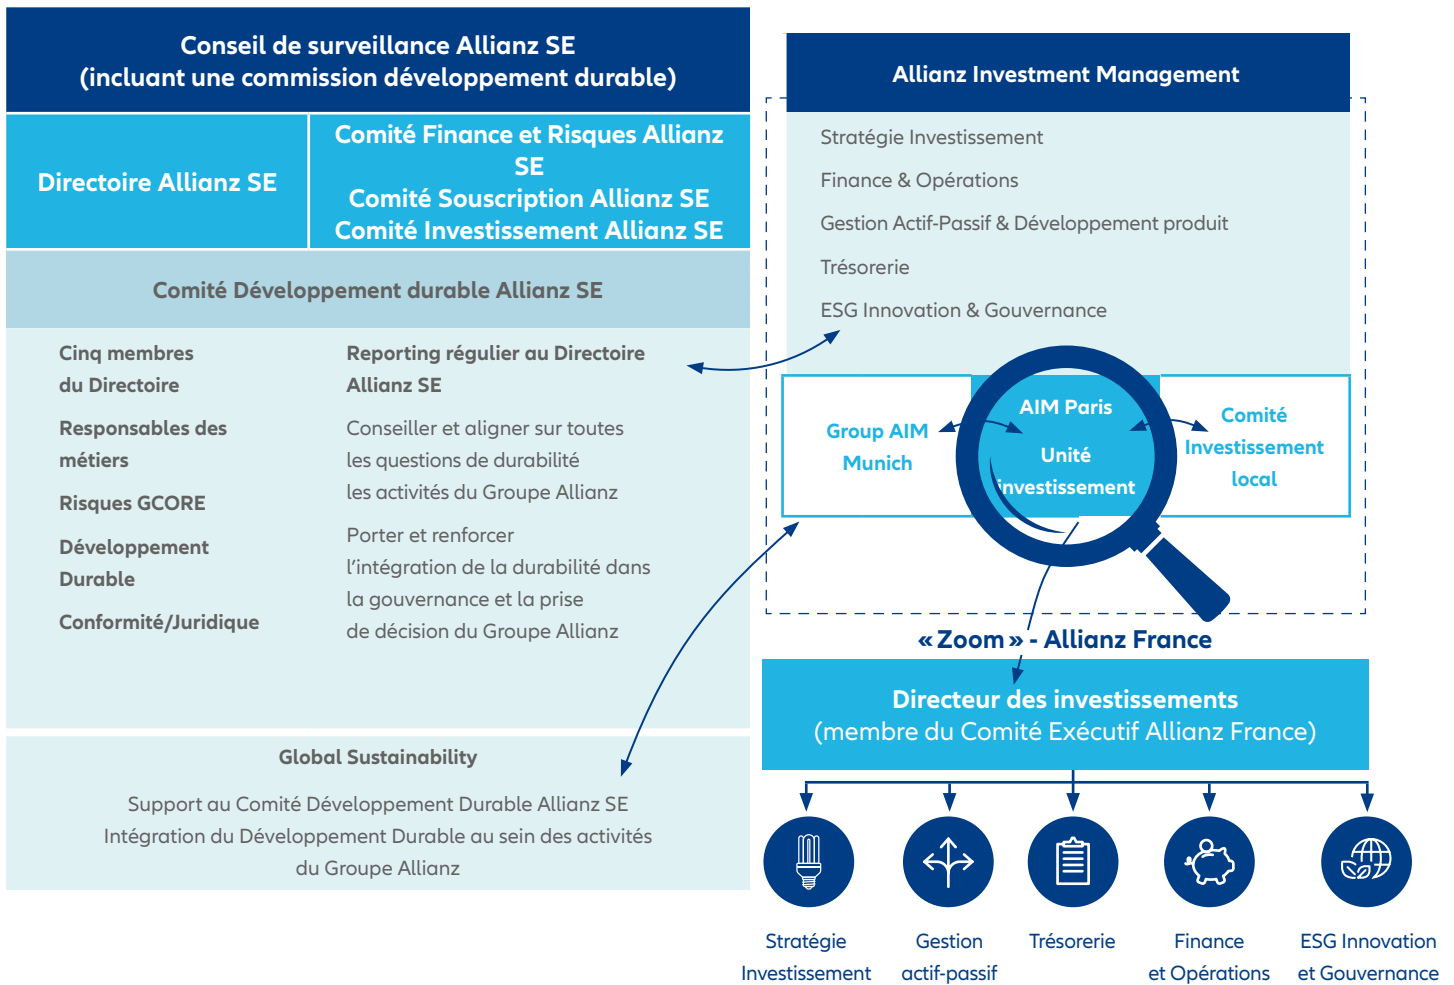 Conseil de surveillance Allianz SE
(incluant une commission développement durable)
Directoire Allianz SE
Comité Finance et Risques Allianz
SE
Comité Souscription Allianz SE
Comité Investissement Allianz SE
Comité Développement durable Allianz SE
Cinq membres
du Directoire
Responsables des
métiers
Risques GCORE
Développement
Durable
Conformité/Juridique
Reporting régulier au Directoire
Allianz SE
Conseiller et aligner sur toutes
les questions de durabilité
les activités du Groupe Allianz
Porter et renforcer
l'intégration de la durabilité dans
la gouvernance et la prise
de décision du Groupe Allianz
Global Sustainability
Support au Comité Développement Durable Allianz SE
Intégration du Développement Durable au sein des activités
du Groupe Allianz
Allianz Investment Management
Stratégie Investissement
Finance & Opérations
Gestion Actif-Passif & Développement produit
Trésorerie
ESG Innovation & Gouvernance
Group AIM
Munich
AIM Paris
Unité
investissement
Comité
Investissement
local
« Zoom » - Allianz France
Directeur des investissements
(membre du Comité Exécutif Allianz France)
Stratégie
Investissement
Gestion
actif-passif
Trésorerie
Finance
et Opérations
ESG Innovation
et Gouvernance